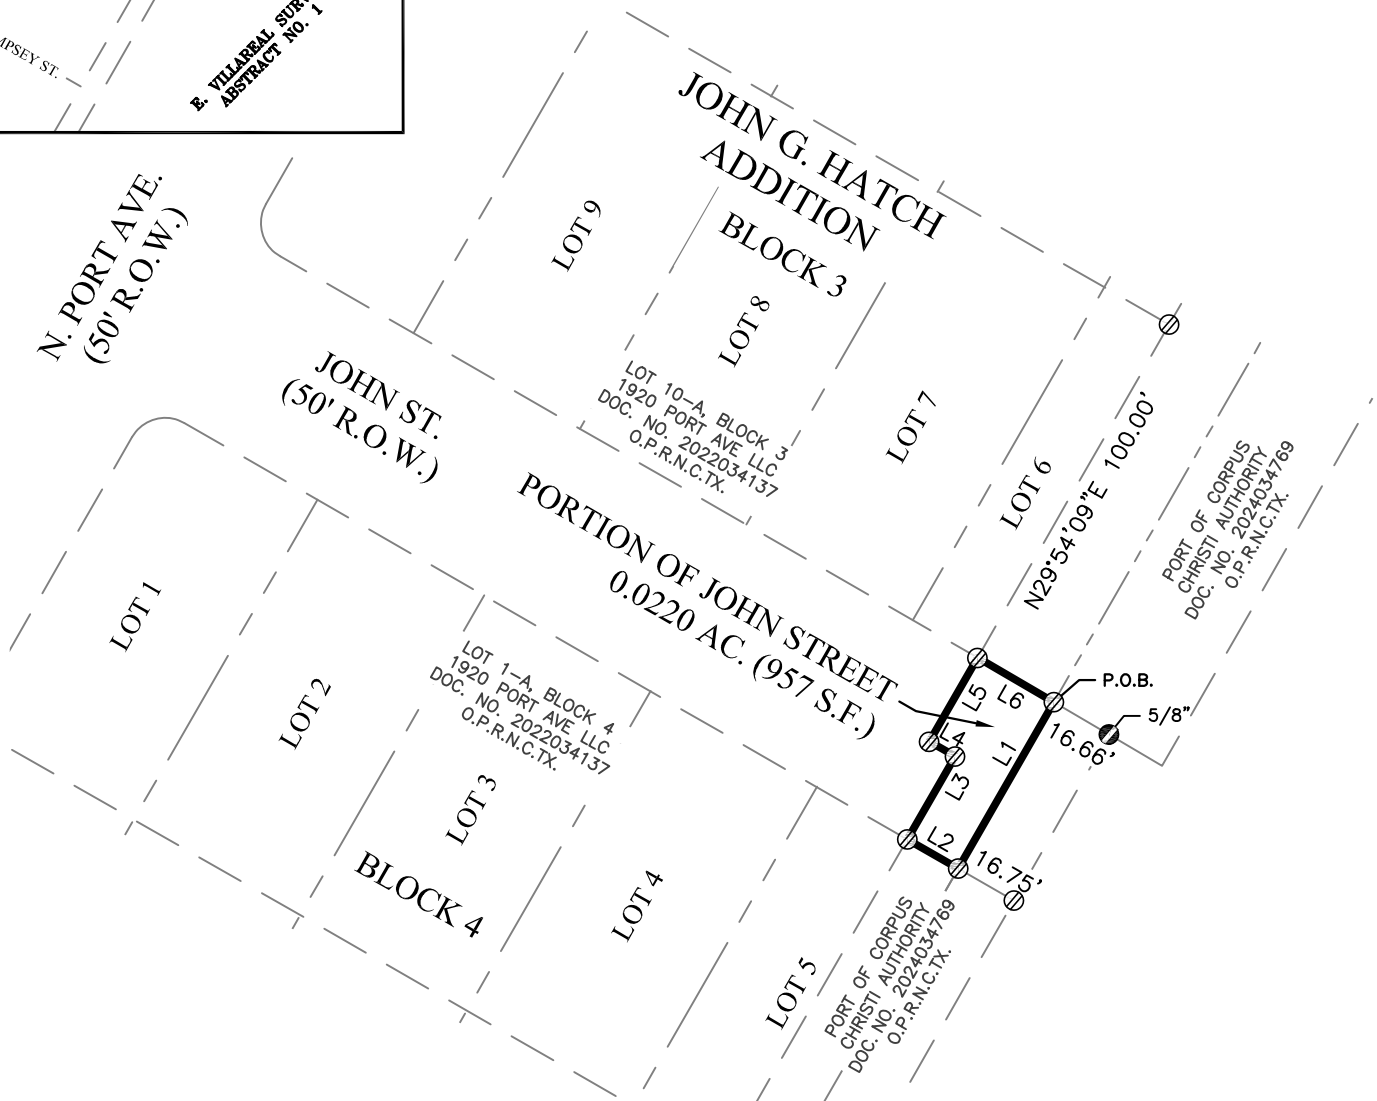 E. VILLAREAL
ABSTRACT NO. 1
JOHN G. HATCH
ADDITION
BLOCK 3
N. PORT AVE.
(50' R.O.W.)
LOT 9
LOT 8
LOT 7
LOT 6
LOT 10-A, BLOCK 3
1920 PORT AVE LLC
DOC. NO. 2022034137
O.P.R.N.C.TX.
JOHN ST.
(50' R.O.W.)
N29°54'09"E 100.00'
PORT OF CORPUS
CHRISTI AUTHORITY
DOC. NO. 2024034769
O.P.R.N.C.TX.
PORTION OF JOHN STREET
0.0220 AC. (957 S.F.)
P.O.B.
5/8"
L5
L6
L4
L1
16.66'
L3
L2
16.75'
LOT 1
LOT 2
LOT 1-A, BLOCK 4
1920 PORT AVE LLC
DOC. NO. 2022034137
O.P.R.N.C.TX.
LOT 3
BLOCK 4
LOT 4
LOT 5
PORT OF CORPUS
CHRISTI AUTHORITY
DOC. NO. 2024034769
O.P.R.N.C.TX.